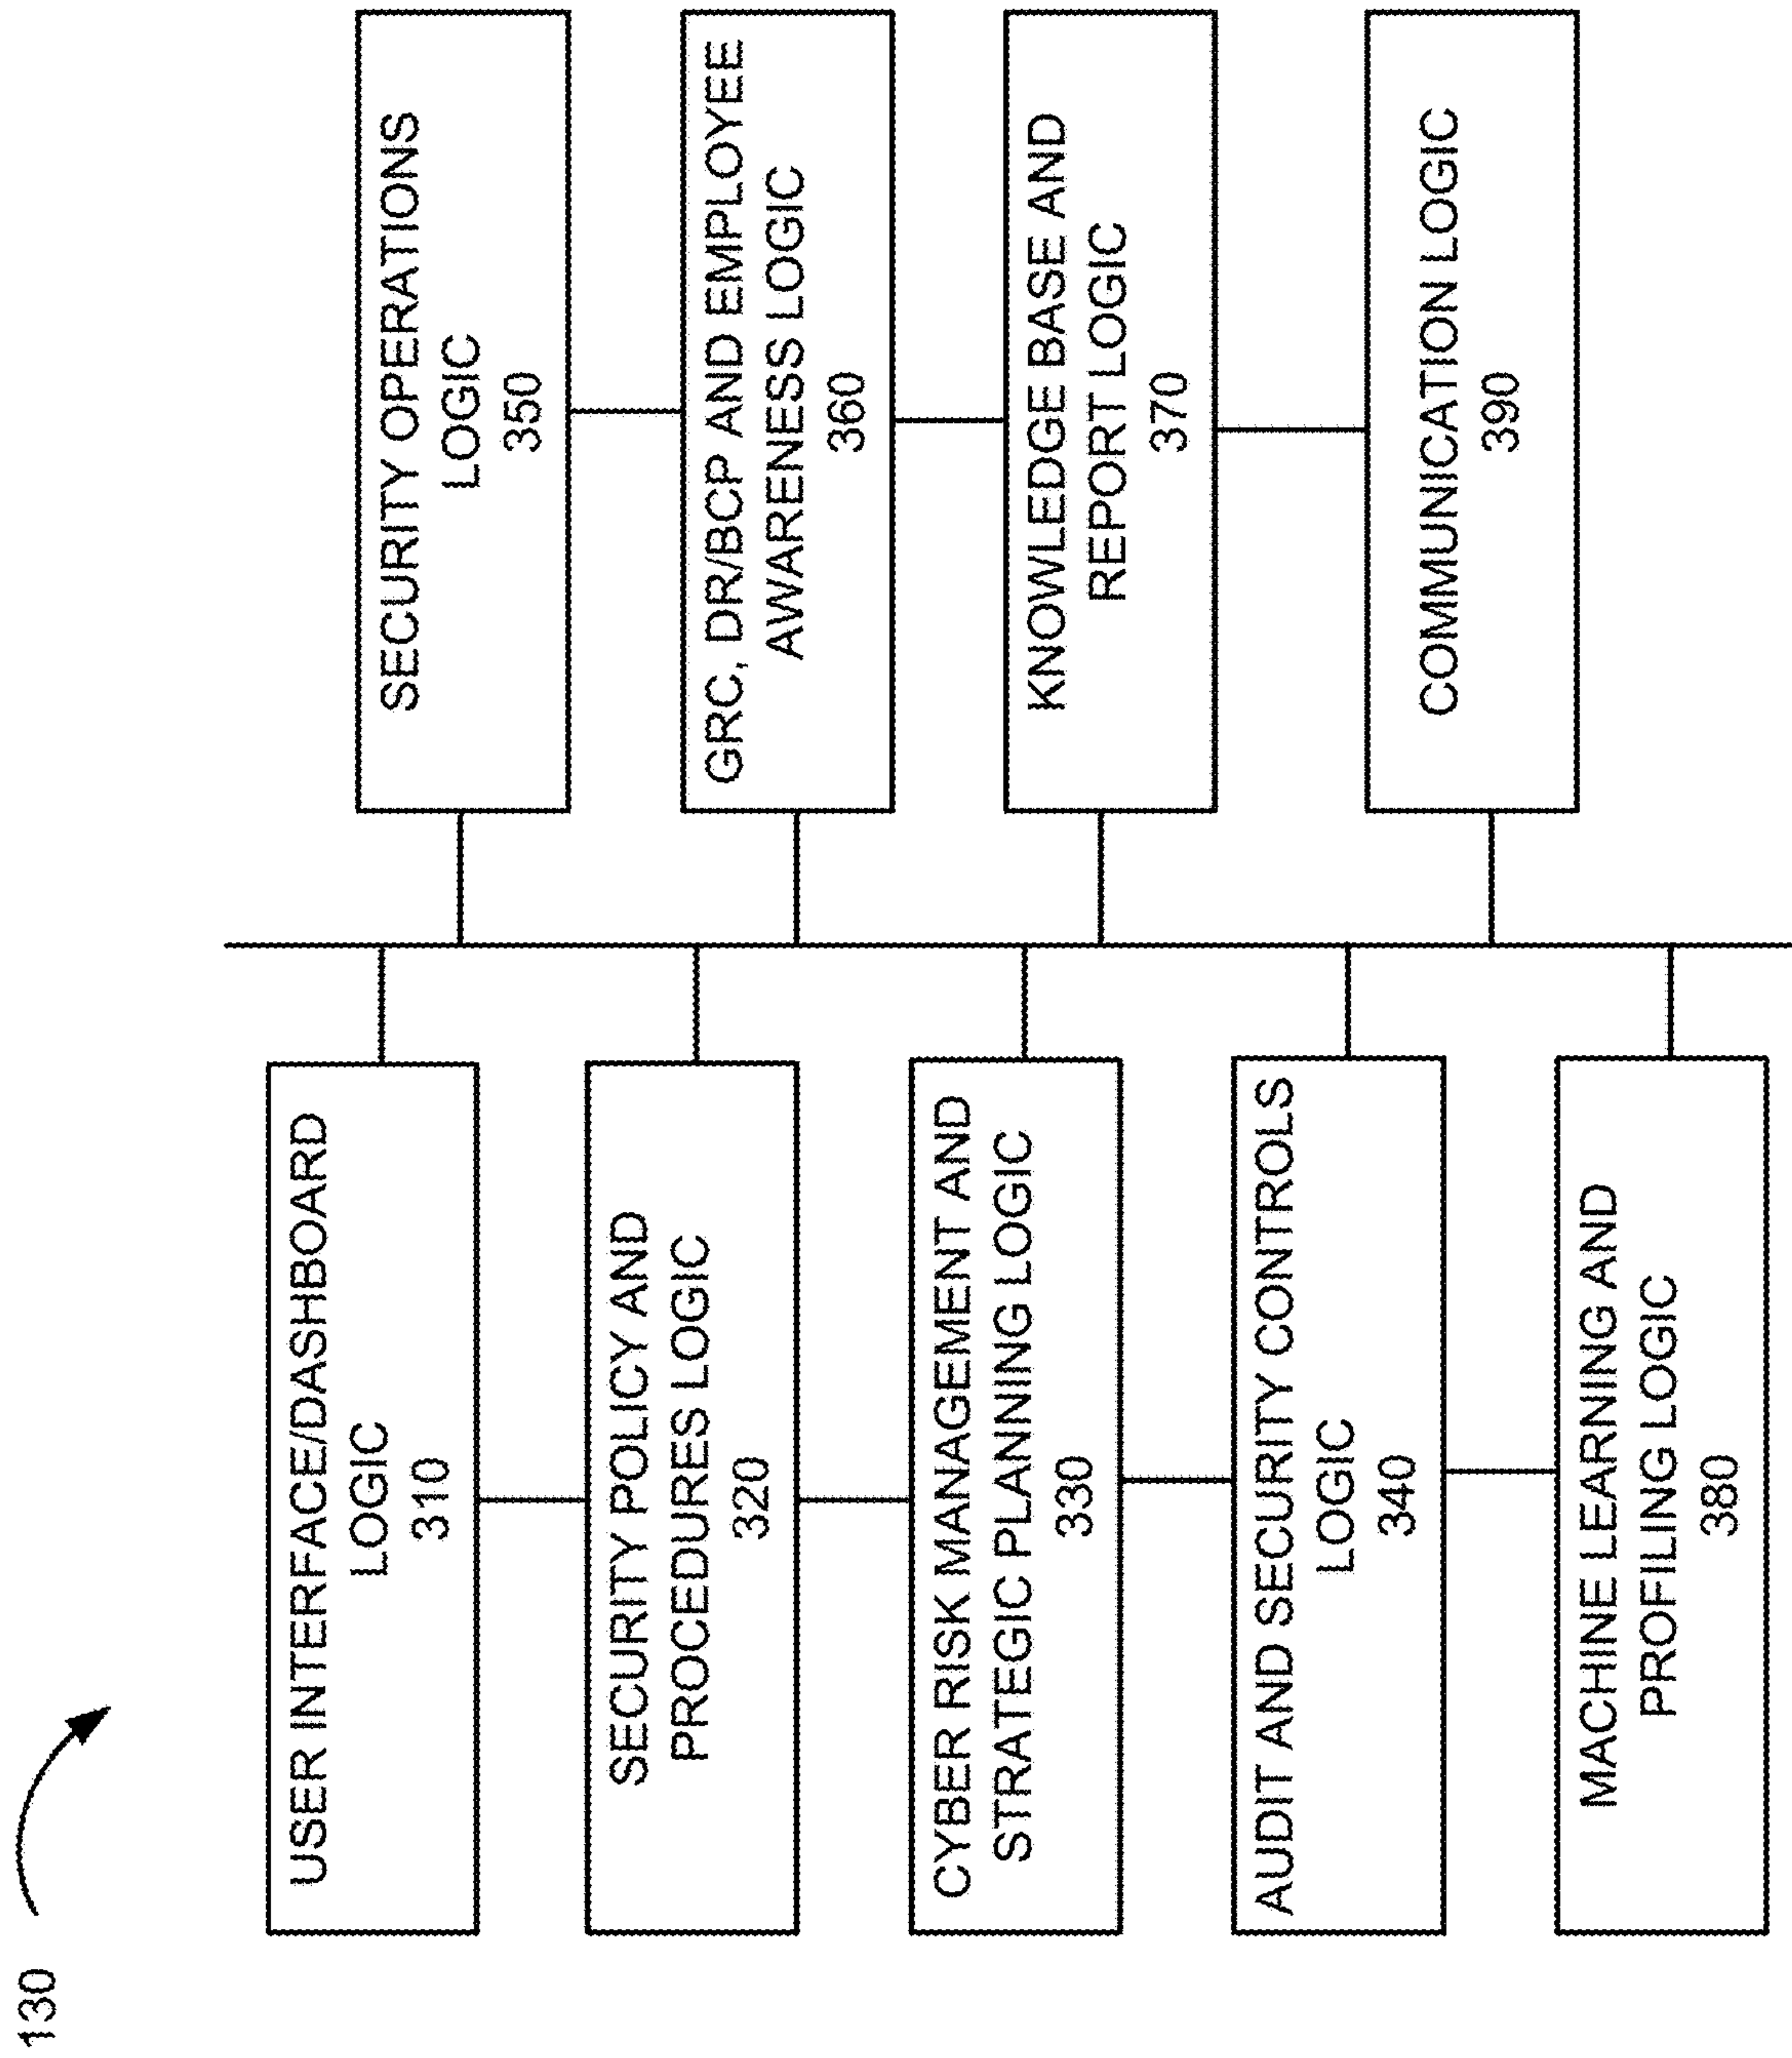 130
USER INTERFACE/DASHBOARD
LOGIC
310
SECURITY POLICY AND
PROCEDURES LOGIC
320
CYBER RISK MANAGEMENT AND
STRATEGIC PLANNING LOGIC
330
AUDIT AND SECURITY CONTROLS
LOGIC
340
MACHINE LEARNING AND
PROFILING LOGIC
380
SECURITY OPERATIONS
LOGIC
350
GRC, DR/BCP AND EMPLOYEE
AWARENESS LOGIC
360
KNOWLEDGE BASE AND
REPORT LOGIC
370
COMMUNICATION LOGIC
390